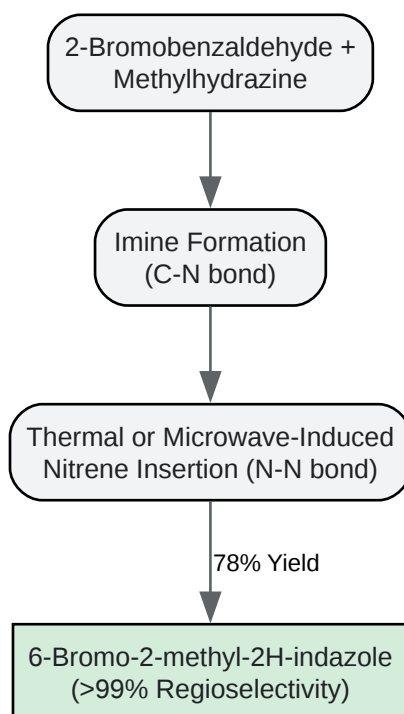 2-Bromobenzaldehyde +
Methylhydrazine
Imine Formation
(C-N bond)
Thermal or Microwave-Induced
Nitrene Insertion (N-N bond)
78% Yield
6-Bromo-2-methyl-2H-indazole
(>99% Regioselectivity)